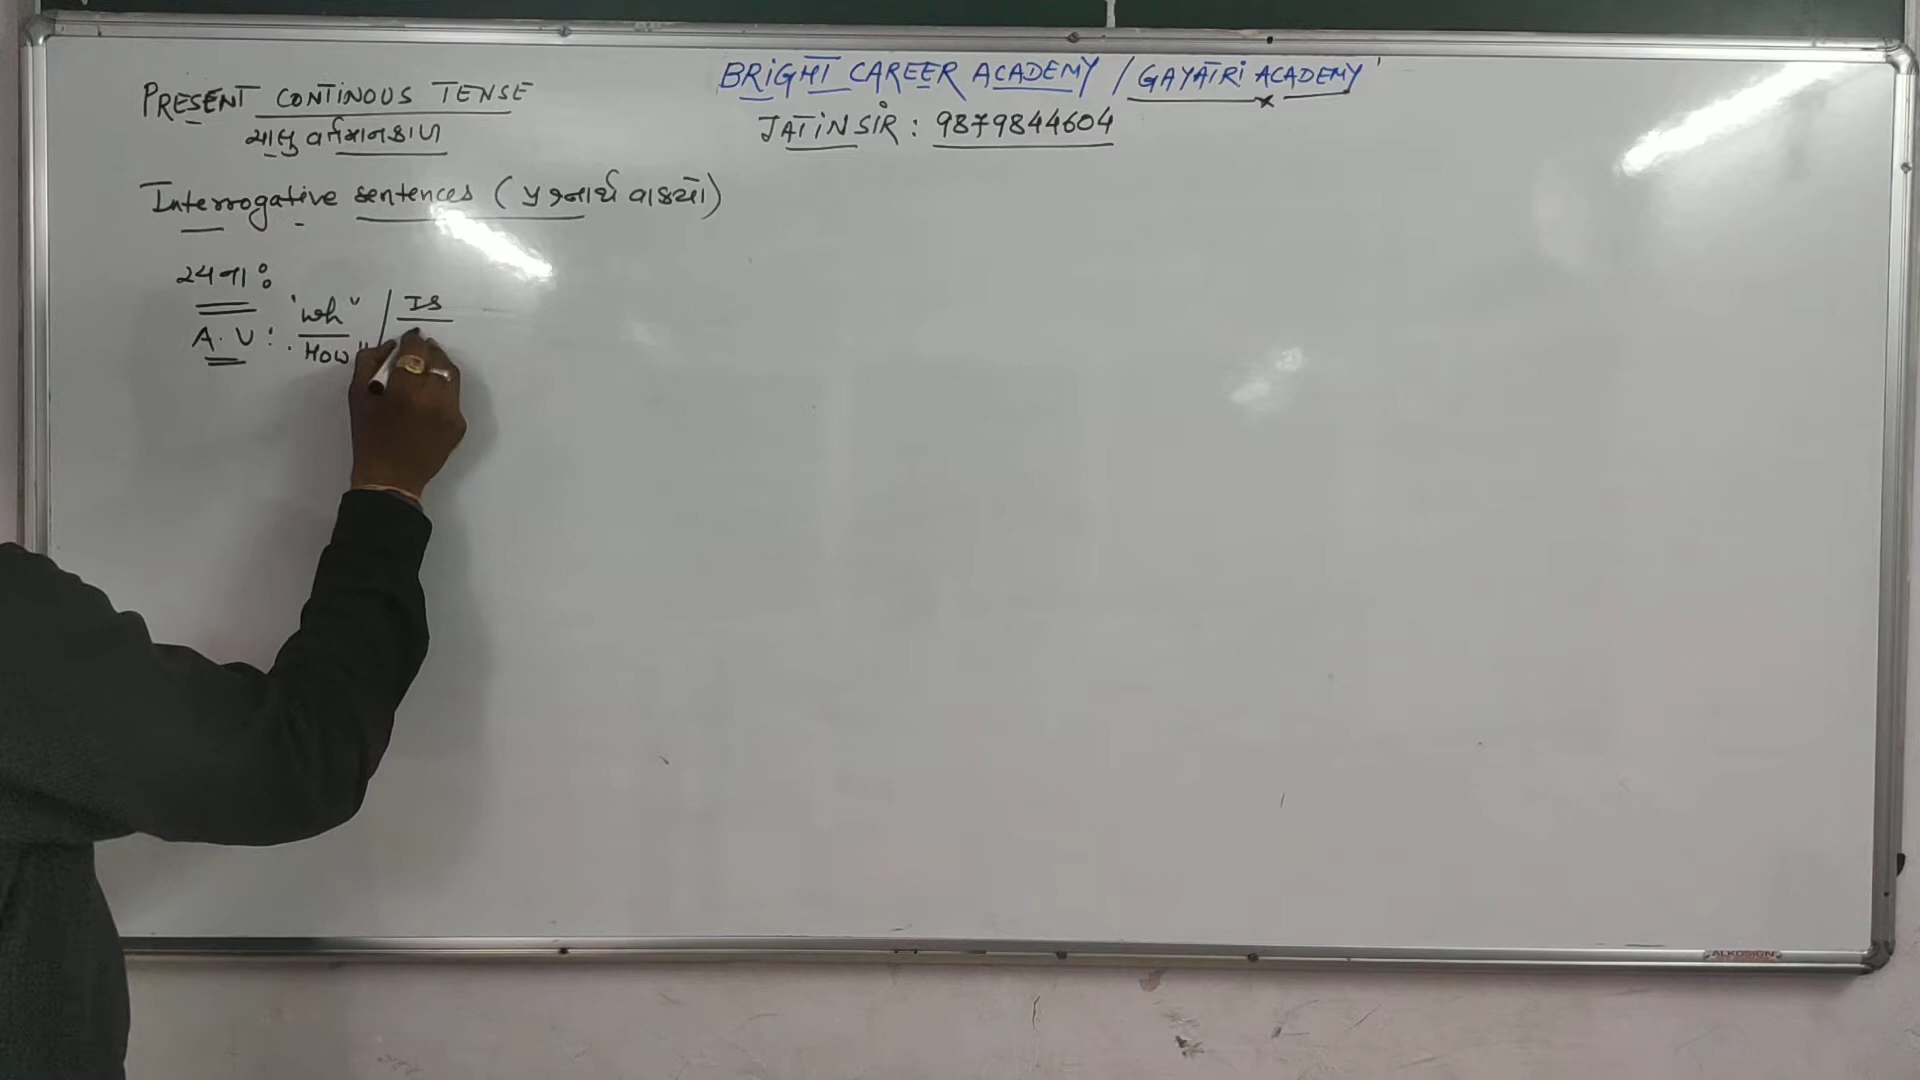 BRIGHT CAREER ACADEMY / GAYATRI ACADEMY'
JATIN SIR : 9879844604
PRESENT CONTINOUS TENSE
ચાલુ વર્તમાનકાળ
Interrogative sentences (પ્રશ્નાર્થ વાક્યો)
રચના :
A.V : "wh" / Is
How"
ALKOSIGN